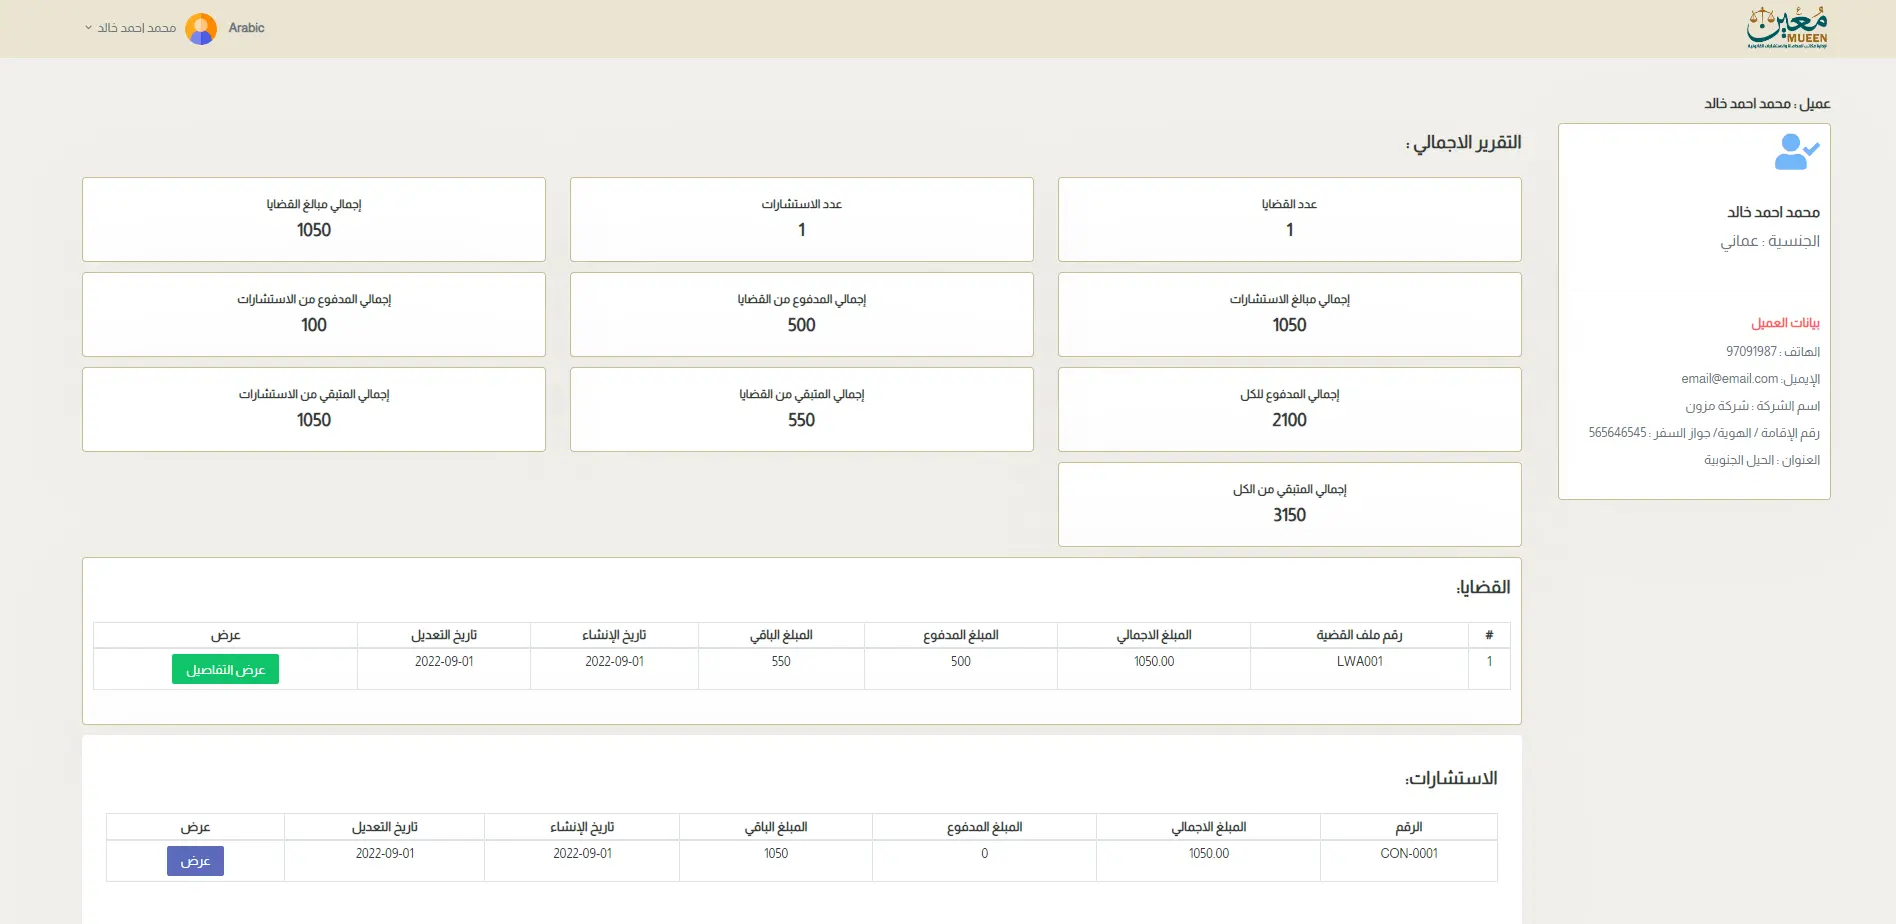 معين
MUEEN
Arabic
محمد احمد خالد
عميل : محمد احمد خالد
محمد احمد خالد
الجنسية : عماني
بيانات العميل
الهاتف : 97091987
الإيميل: email@email.com
اسم الشركة : شركة مزون
رقم الإقامة / الهوية/ جواز السفر : 565646545
العنوان : الحيل الجنوبية
التقرير الاجمالي :
عدد القضايا
1
عدد الاستشارات
1
إجمالي مبالغ القضايا
1050
إجمالي مبالغ الاستشارات
1050
إجمالي المدفوع من القضايا
500
إجمالي المدفوع من الاستشارات
100
إجمالي المدفوع للكل
2100
إجمالي المتبقي من القضايا
550
إجمالي المتبقي من الاستشارات
1050
إجمالي المتبقي من الكل
3150
القضايا:
# رقم ملف القضية المبلغ الاجمالي المبلغ المدفوع المبلغ الباقي تاريخ الإنشاء تاريخ التعديل عرض
1 LWA001 1050.00 500 550 2022-09-01 2022-09-01 عرض التفاصيل
الاستشارات:
الرقم المبلغ الاجمالي المبلغ المدفوع المبلغ الباقي تاريخ الإنشاء تاريخ التعديل عرض
CON-0001 1050.00 0 1050 2022-09-01 2022-09-01 عرض